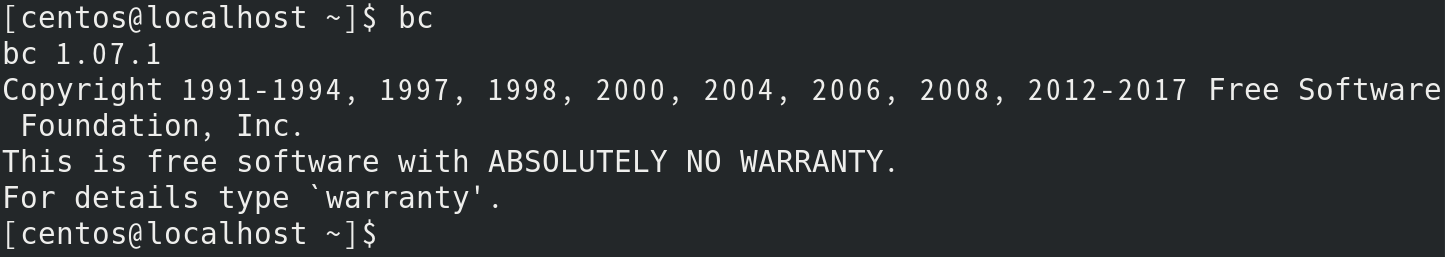 [centos@localhost ~]$ bc
bc 1.07.1
Copyright 1991-1994, 1997, 1998, 2000, 2004, 2006, 2008, 2012-2017 Free Software
 Foundation, Inc.
This is free software with ABSOLUTELY NO WARRANTY.
For details type `warranty'.
[centos@localhost ~]$